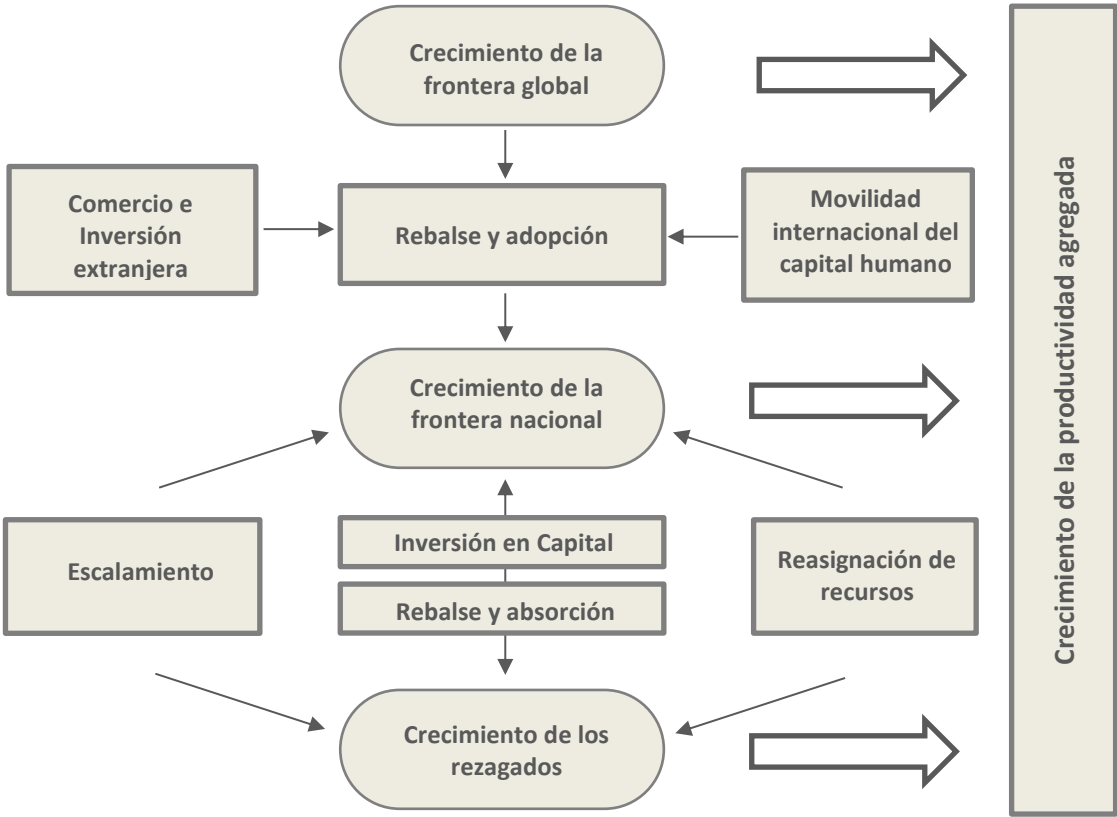 Crecimiento de la
frontera global
Comercio e
Inversión
extranjera
Rebalse y adopción
Movilidad
internacional del
capital humano
Crecimiento de la
frontera nacional
Escalamiento
Inversión en Capital
Rebalse y absorción
Reasignación de
recursos
Crecimiento de los
rezagados
Crecimiento de la productividad agregada